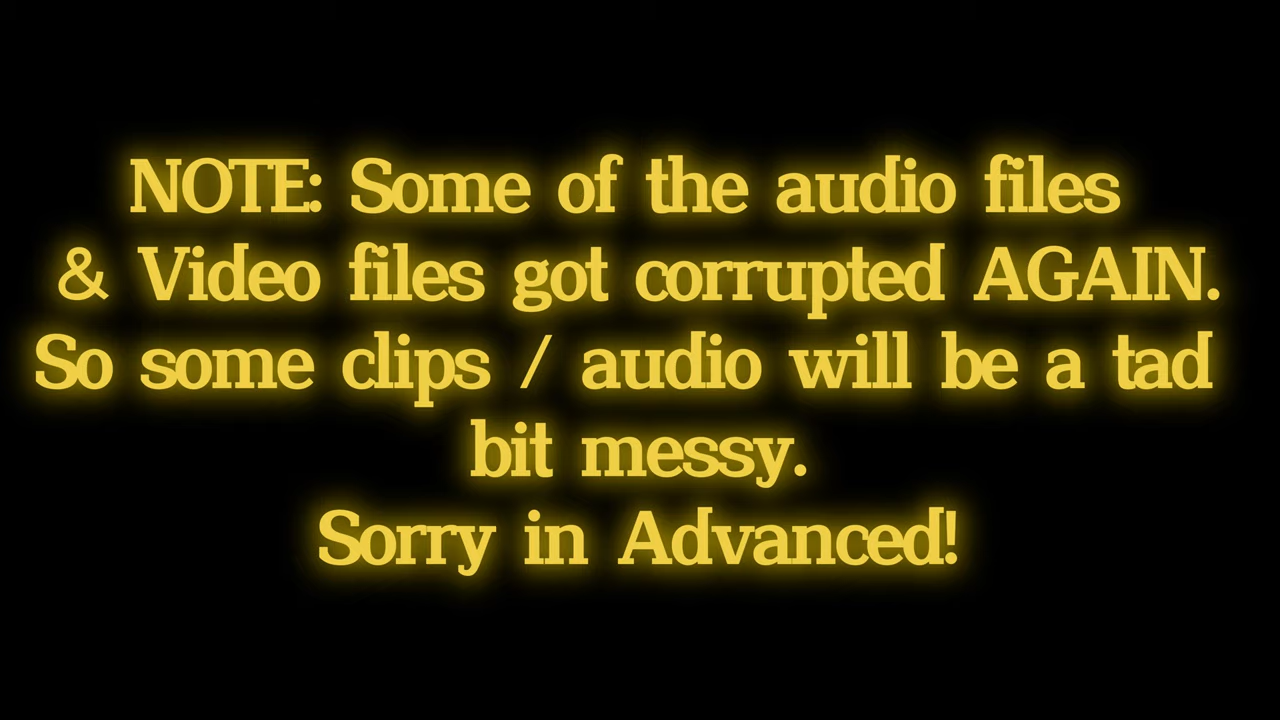 NOTE: Some of the audio files
& Video files got corrupted AGAIN.
So some clips / audio will be a tad
bit messy.
Sorry in Advanced!